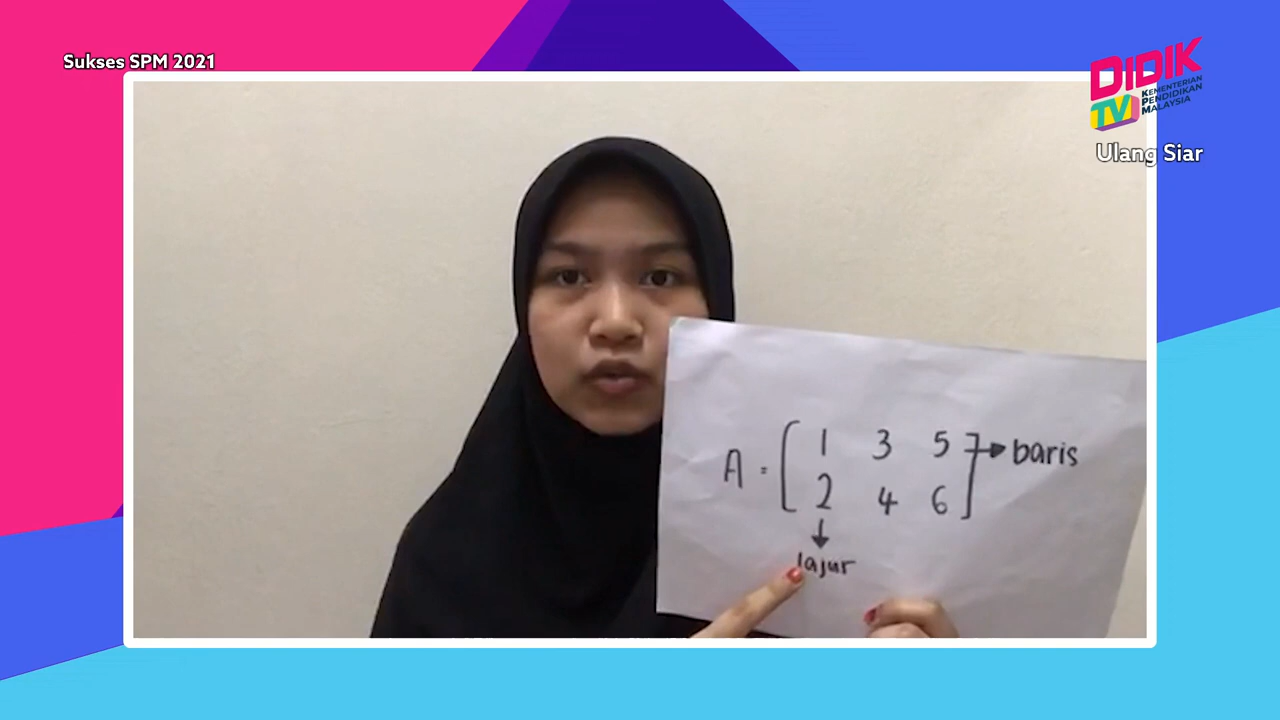 Sukses SPM 2021
DIDIK
TV
KEMENTERIAN
PENDIDIKAN
MALAYSIA
Ulang Siar
A = [ 1 3 5 ] → baris
2 4 6
↓
lajur